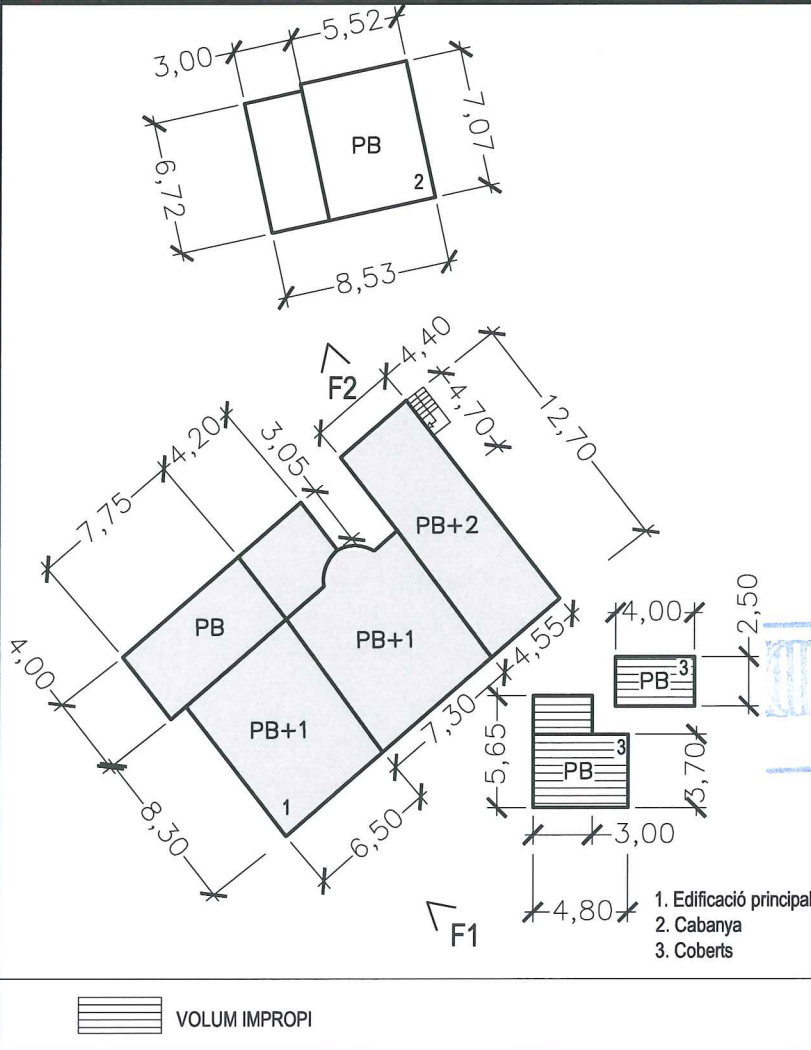 5,52
3,00
7,07
PB
2
6,72
8,53
4,40
F2
4,70
12,70
4,20
3,05
7,75
PB+2
PB
PB+1
4,00
4,00
2,50
PB
3
4,55
PB+1
7,30
5,65
3
PB
3,70
1
8,30
6,50
3,00
4,80
F1
1. Edificació principal
2. Cabanya
3. Coberts
VOLUM IMPROPI